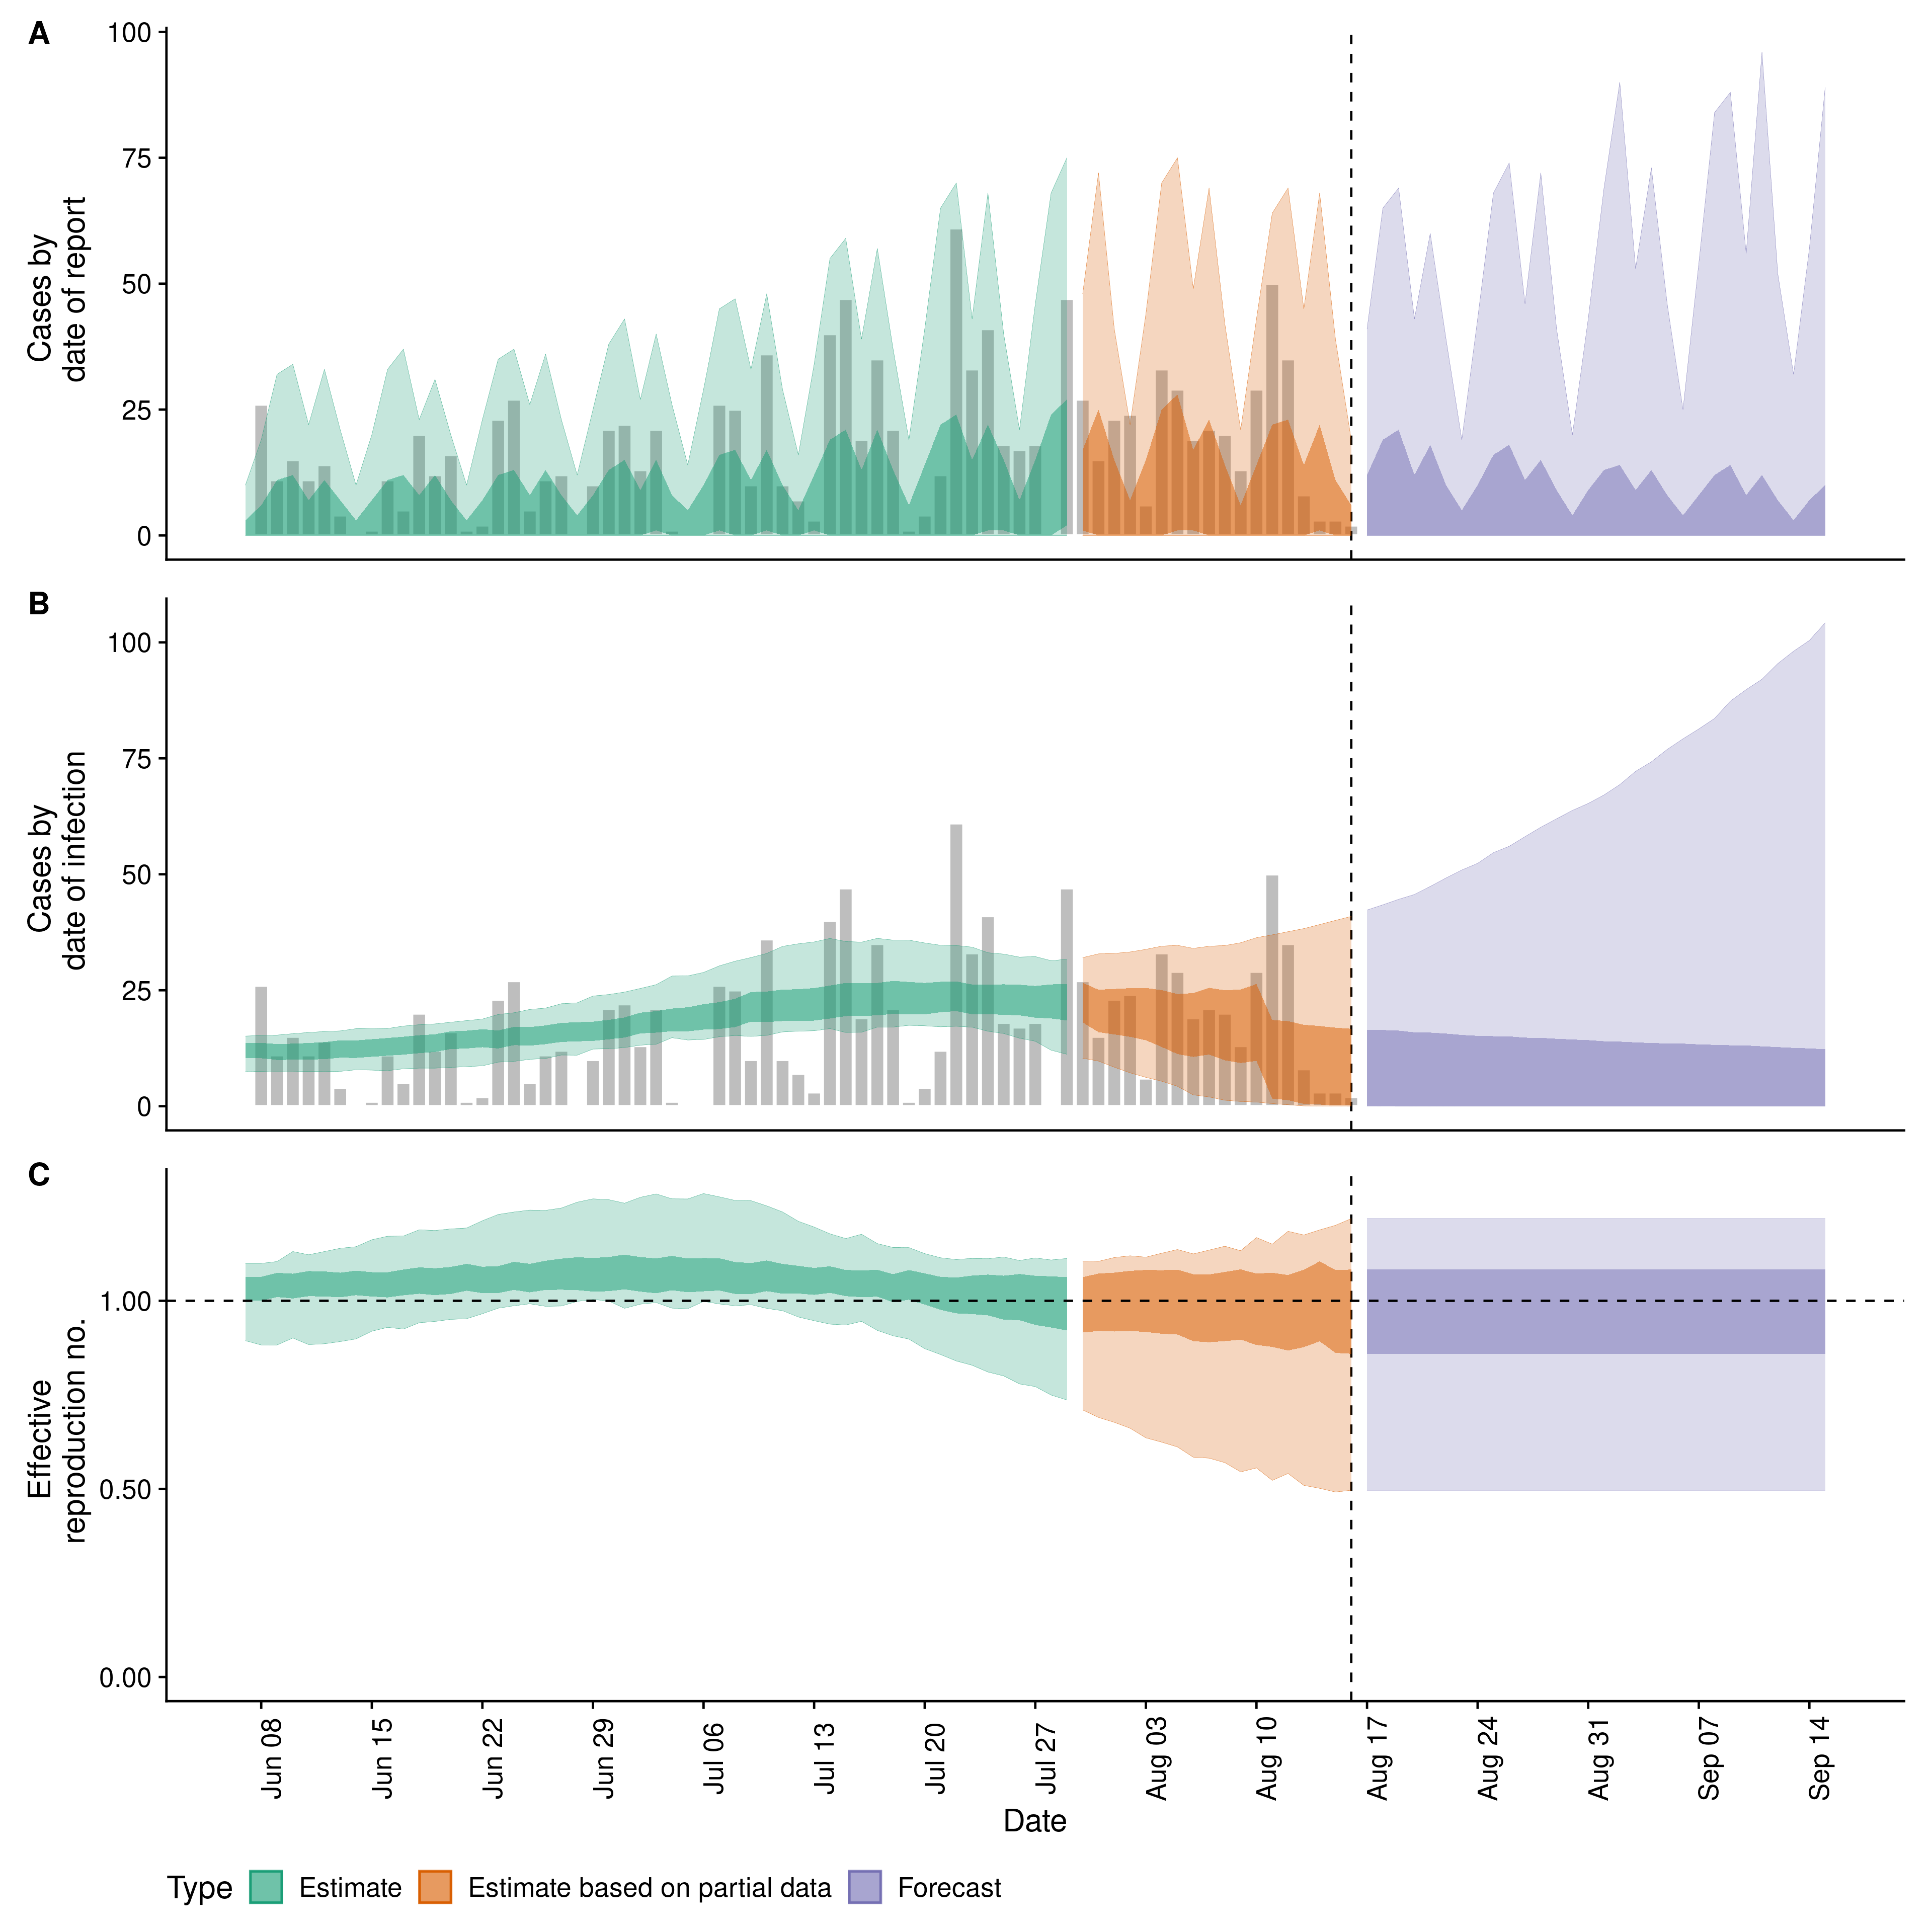 A
Cases by
date of report
100
75
50
25
0
B
Cases by
date of infection
100
75
50
25
0
C
Effective
reproduction no.
1.00
0.50
0.00
Jun 08
Jun 15
Jun 22
Jun 29
Jul 06
Jul 13
Jul 20
Jul 27
Aug 03
Aug 10
Aug 17
Aug 24
Aug 31
Sep 07
Sep 14
Date
Type Estimate Estimate based on partial data Forecast